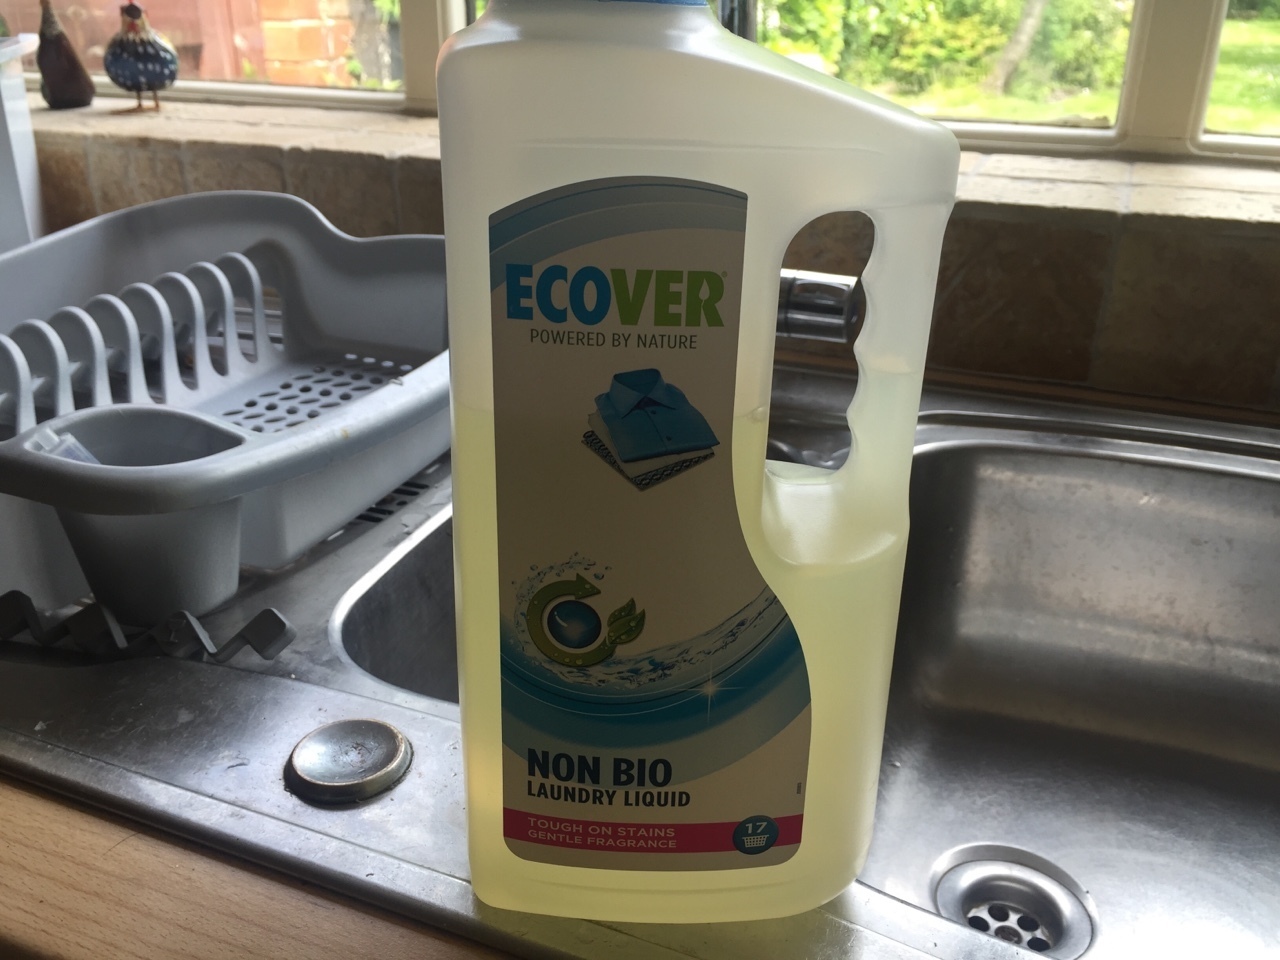 ECOVER
POWERED BY NATURE
NON BIO
LAUNDRY LIQUID
TOUGH ON STAINS
GENTLE FRAGRANCE
17